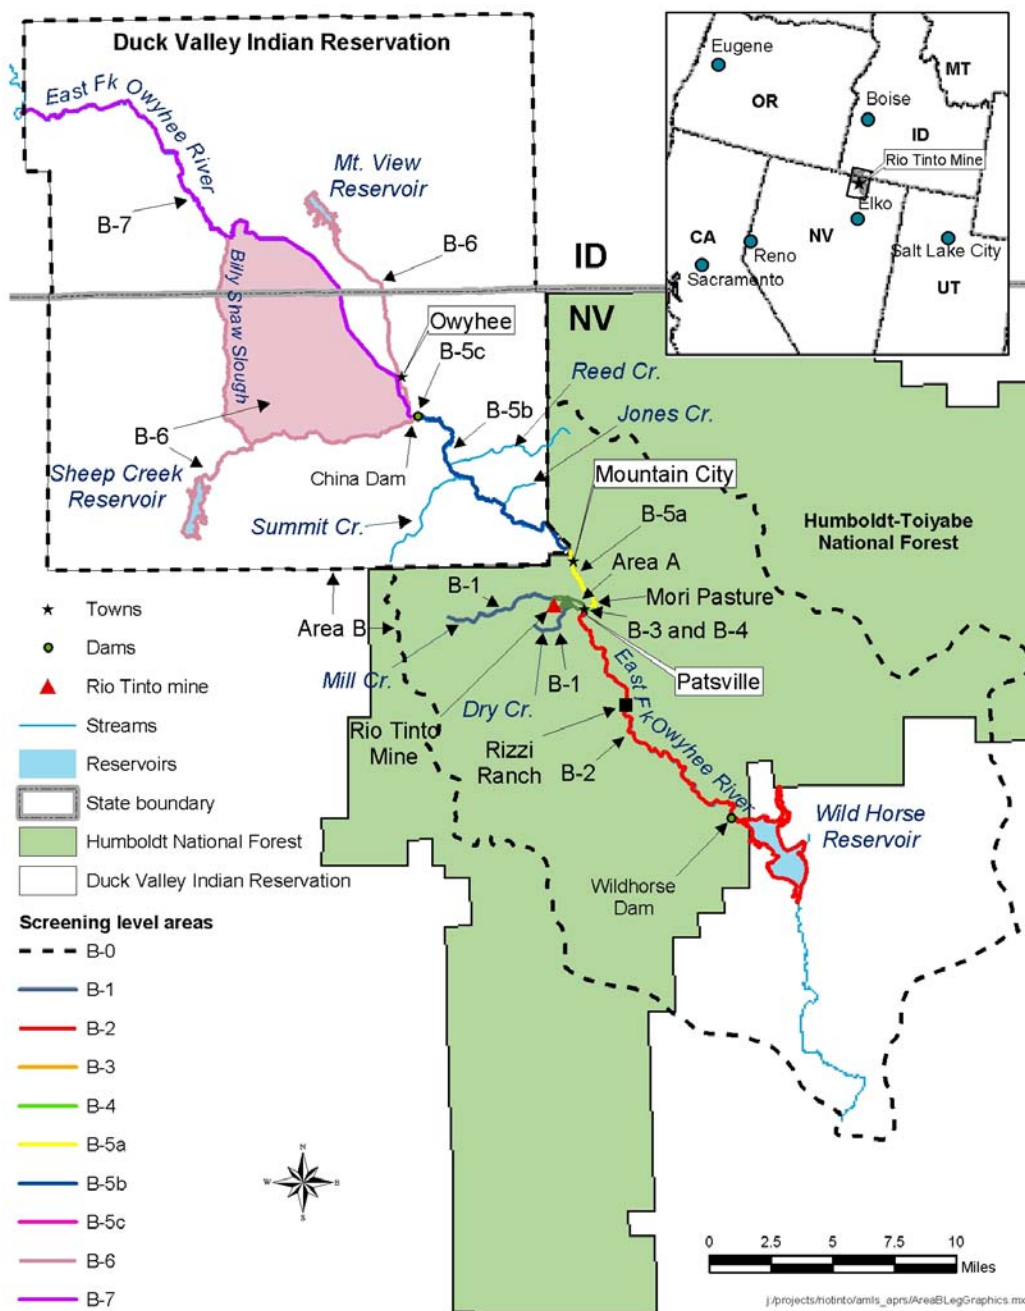 Duck Valley Indian Reservation
East Fk Owyhee River
Mt. View
Reservoir
B-7
B-6
Billy Shaw Slough
ID
NV
Owyhee
B-5c
Reed Cr.
B-5b
Jones Cr.
B-6
China Dam
Sheep Creek
Reservoir
Summit Cr.
Mountain City
B-5a
Humboldt-Toiyabe
National Forest
Area A
B-1
Mori Pasture
Area B
B-3 and B-4
Mill Cr.
B-1
Dry Cr.
Patsville
Rio Tinto
Mine
East Fk Owyhee River
Rizzi
Ranch
B-2
Wild Horse
Reservoir
Wildhorse
Dam
Eugene
MT
OR
Boise
ID
Rio Tinto Mine
Elko
CA
NV
Reno
Salt Lake City
Sacramento
UT
Towns
Dams
Rio Tinto mine
Streams
Reservoirs
State boundary
Humboldt National Forest
Duck Valley Indian Reservation
Screening level areas
B-0
B-1
B-2
B-3
B-4
B-5a
B-5b
B-5c
B-6
B-7
N
W
E
S
0 2.5 5 7.5 10
Miles
j:/projects/riotinto/amls_aprs/AreaBLegGraphics.mx